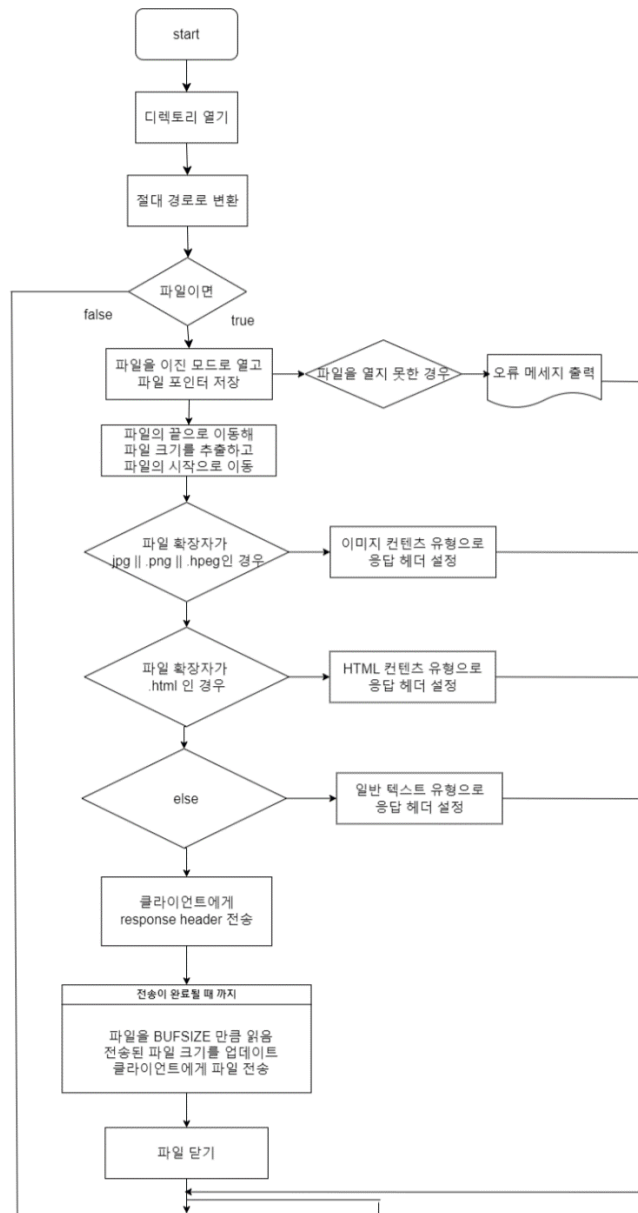 start
디렉토리 열기
절대 경로로 변환
파일이면
false
true
파일을 이진 모드로 열고
파일 포인터 저장
파일을 열지 못한 경우
오류 메세지 출력
파일의 끝으로 이동해
파일 크기를 추출하고
파일의 시작으로 이동
파일 확장자가
jpg || .png || .hpeg인 경우
이미지 컨텐츠 유형으로
응답 헤더 설정
파일 확장자가
.html 인 경우
HTML 컨텐츠 유형으로
응답 헤더 설정
else
일반 텍스트 유형으로
응답 헤더 설정
클라이언트에게
response header 전송
전송이 완료될 때 까지
파일을 BUFSIZE 만큼 읽음
전송된 파일 크기를 업데이트
클라이언트에게 파일 전송
파일 닫기